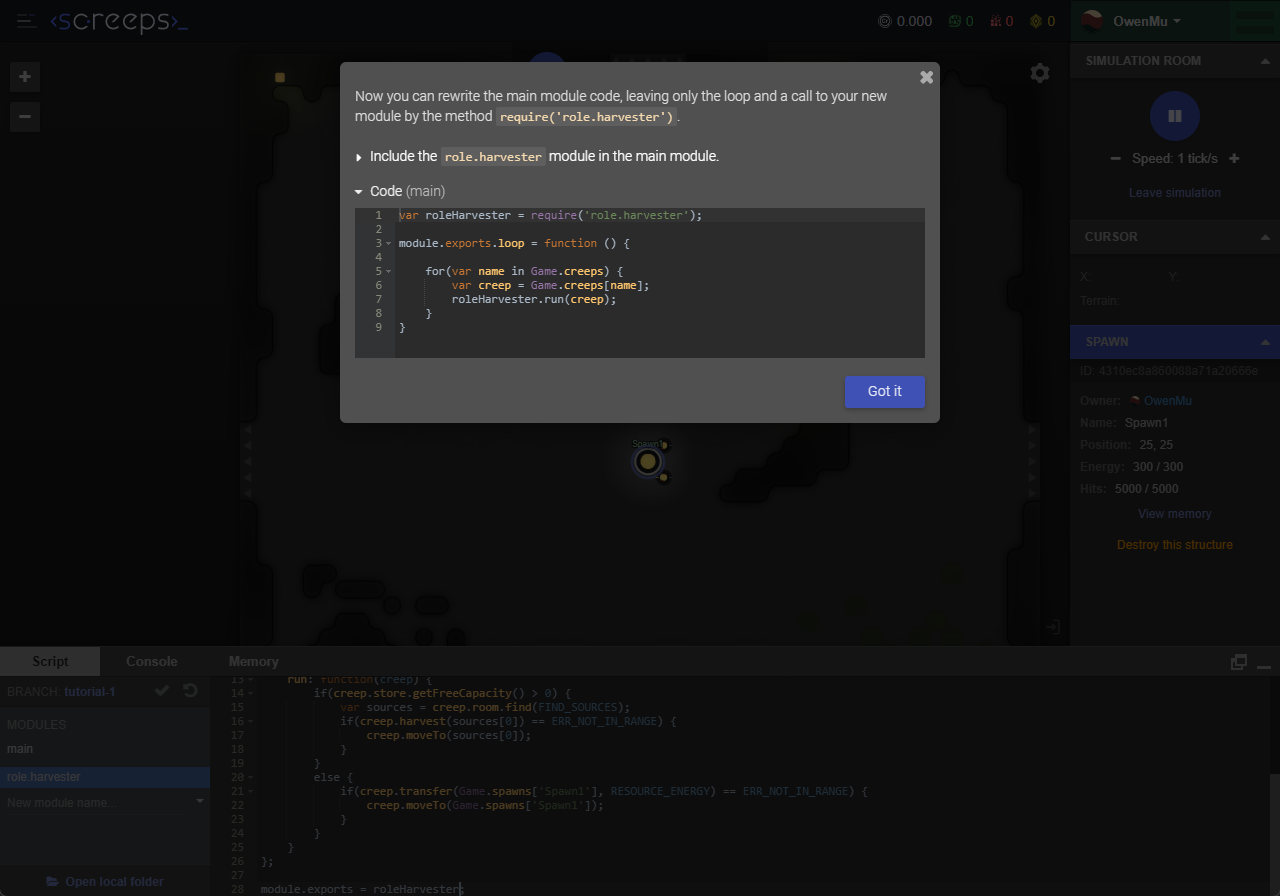 <screeps>_
0.000
0
0
0
OwenMu
Now you can rewrite the main module code, leaving only the loop and a call to your new
module by the method require('role.harvester').
Include the role.harvester module in the main module.
Code (main)
1 var roleHarvester = require('role.harvester');
2
3 module.exports.loop = function () {
4
5 for(var name in Game.creeps) {
6 var creep = Game.creeps[name];
7 roleHarvester.run(creep);
8 }
9 }
Got it
Spawn1
SIMULATION ROOM
Speed: 1 tick/s
Leave simulation
CURSOR
X: Y:
Terrain:
SPAWN
ID: 4310ec8a860088a71a20666e
Owner: OwenMu
Name: Spawn1
Position: 25, 25
Energy: 300 / 300
Hits: 5000 / 5000
View memory
Destroy this structure
Script Console Memory
BRANCH: tutorial-1
MODULES
main
role.harvester
New module name...
Open local folder
13 run: function(creep) {
14 if(creep.store.getFreeCapacity() > 0) {
15 var sources = creep.room.find(FIND_SOURCES);
16 if(creep.harvest(sources[0]) == ERR_NOT_IN_RANGE) {
17 creep.moveTo(sources[0]);
18 }
19 }
20 else {
21 if(creep.transfer(Game.spawns['Spawn1'], RESOURCE_ENERGY) == ERR_NOT_IN_RANGE) {
22 creep.moveTo(Game.spawns['Spawn1']);
23 }
24 }
25 }
26 };
27
28 module.exports = roleHarvester;